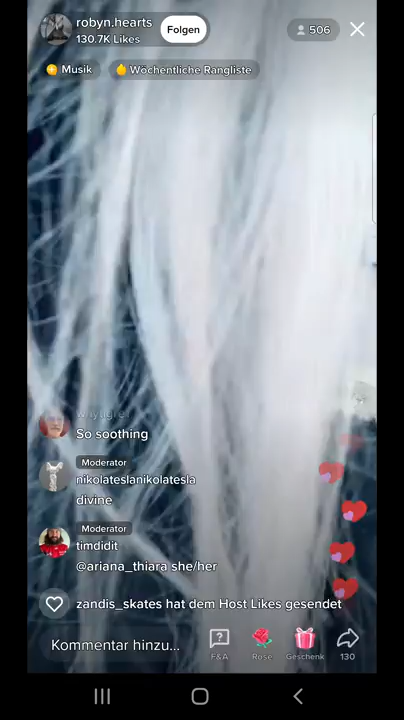 robyn.hearts
130.7K Likes
Folgen
506
Musik
Wöchentliche Rangliste
So soothing
Moderator
nikolateslanikolatesla
divine
Moderator
timdidit
@ariana_thiara she/her
zandis_skates hat dem Host Likes gesendet
Kommentar hinzu...
F&A
Rose
Geschenk
130